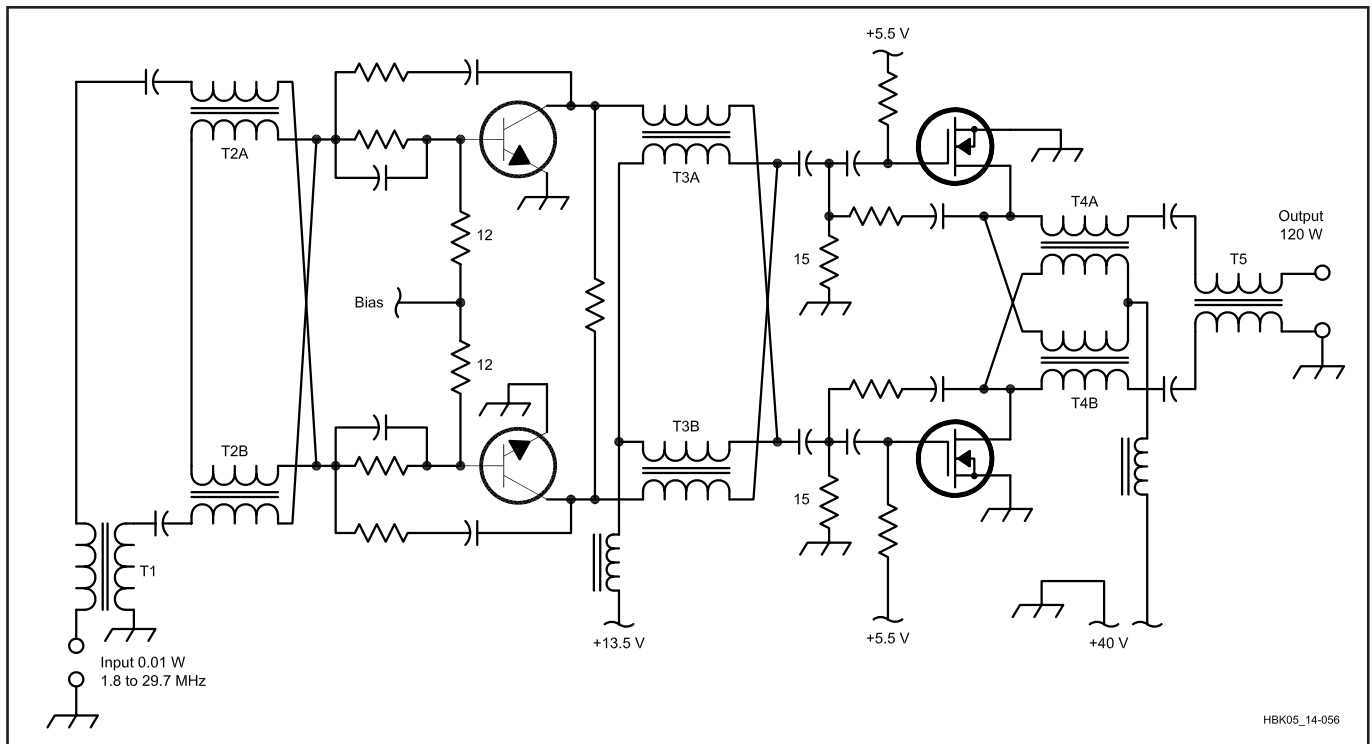 +5.5 V
T2A
T3A
T4A
Output
120 W
12
15
T5
Bias
12
T2B
T3B
T4B
15
T1
+13.5 V
+5.5 V
+40 V
Input 0.01 W
1.8 to 29.7 MHz
HBK05_14-056